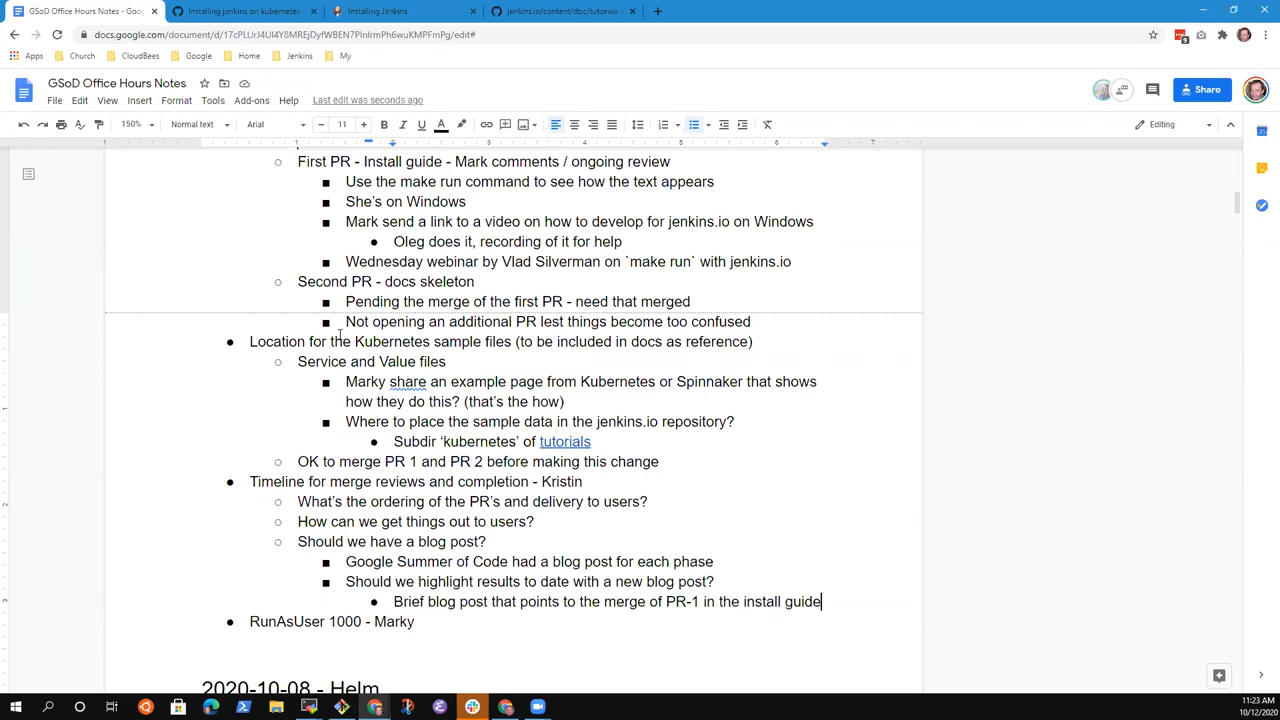 GSoD Office Hours Notes - Goo
Installing jenkins on kubernetes
Installing Jenkins
jenkins.io/content/doc/tutorials
docs.google.com/document/d/17cPLUrJ4UI4Y8MREjDyfWBEN7PInIrmPh6wuKMPFmPg/edit#
Apps
Church
CloudBees
Google
Home
Jenkins
My
GSoD Office Hours Notes
File Edit View Insert Format Tools Add-ons Help Last edit was seconds ago
Share
150% Normal text Arial 11 Editing
1 1 2 3 4 5 6 7
First PR - Install guide - Mark comments / ongoing review
Use the make run command to see how the text appears
She's on Windows
Mark send a link to a video on how to develop for jenkins.io on Windows
Oleg does it, recording of it for help
Wednesday webinar by Vlad Silverman on `make run` with jenkins.io
Second PR - docs skeleton
Pending the merge of the first PR - need that merged
Not opening an additional PR lest things become too confused
Location for the Kubernetes sample files (to be included in docs as reference)
Service and Value files
Marky share an example page from Kubernetes or Spinnaker that shows
how they do this? (that's the how)
Where to place the sample data in the jenkins.io repository?
Subdir ‘kubernetes’ of tutorials
OK to merge PR 1 and PR 2 before making this change
Timeline for merge reviews and completion - Kristin
What's the ordering of the PR's and delivery to users?
How can we get things out to users?
Should we have a blog post?
Google Summer of Code had a blog post for each phase
Should we highlight results to date with a new blog post?
Brief blog post that points to the merge of PR-1 in the install guide
RunAsUser 1000 - Marky
2020-10-08 - Helm
11:23 AM
10/12/2020